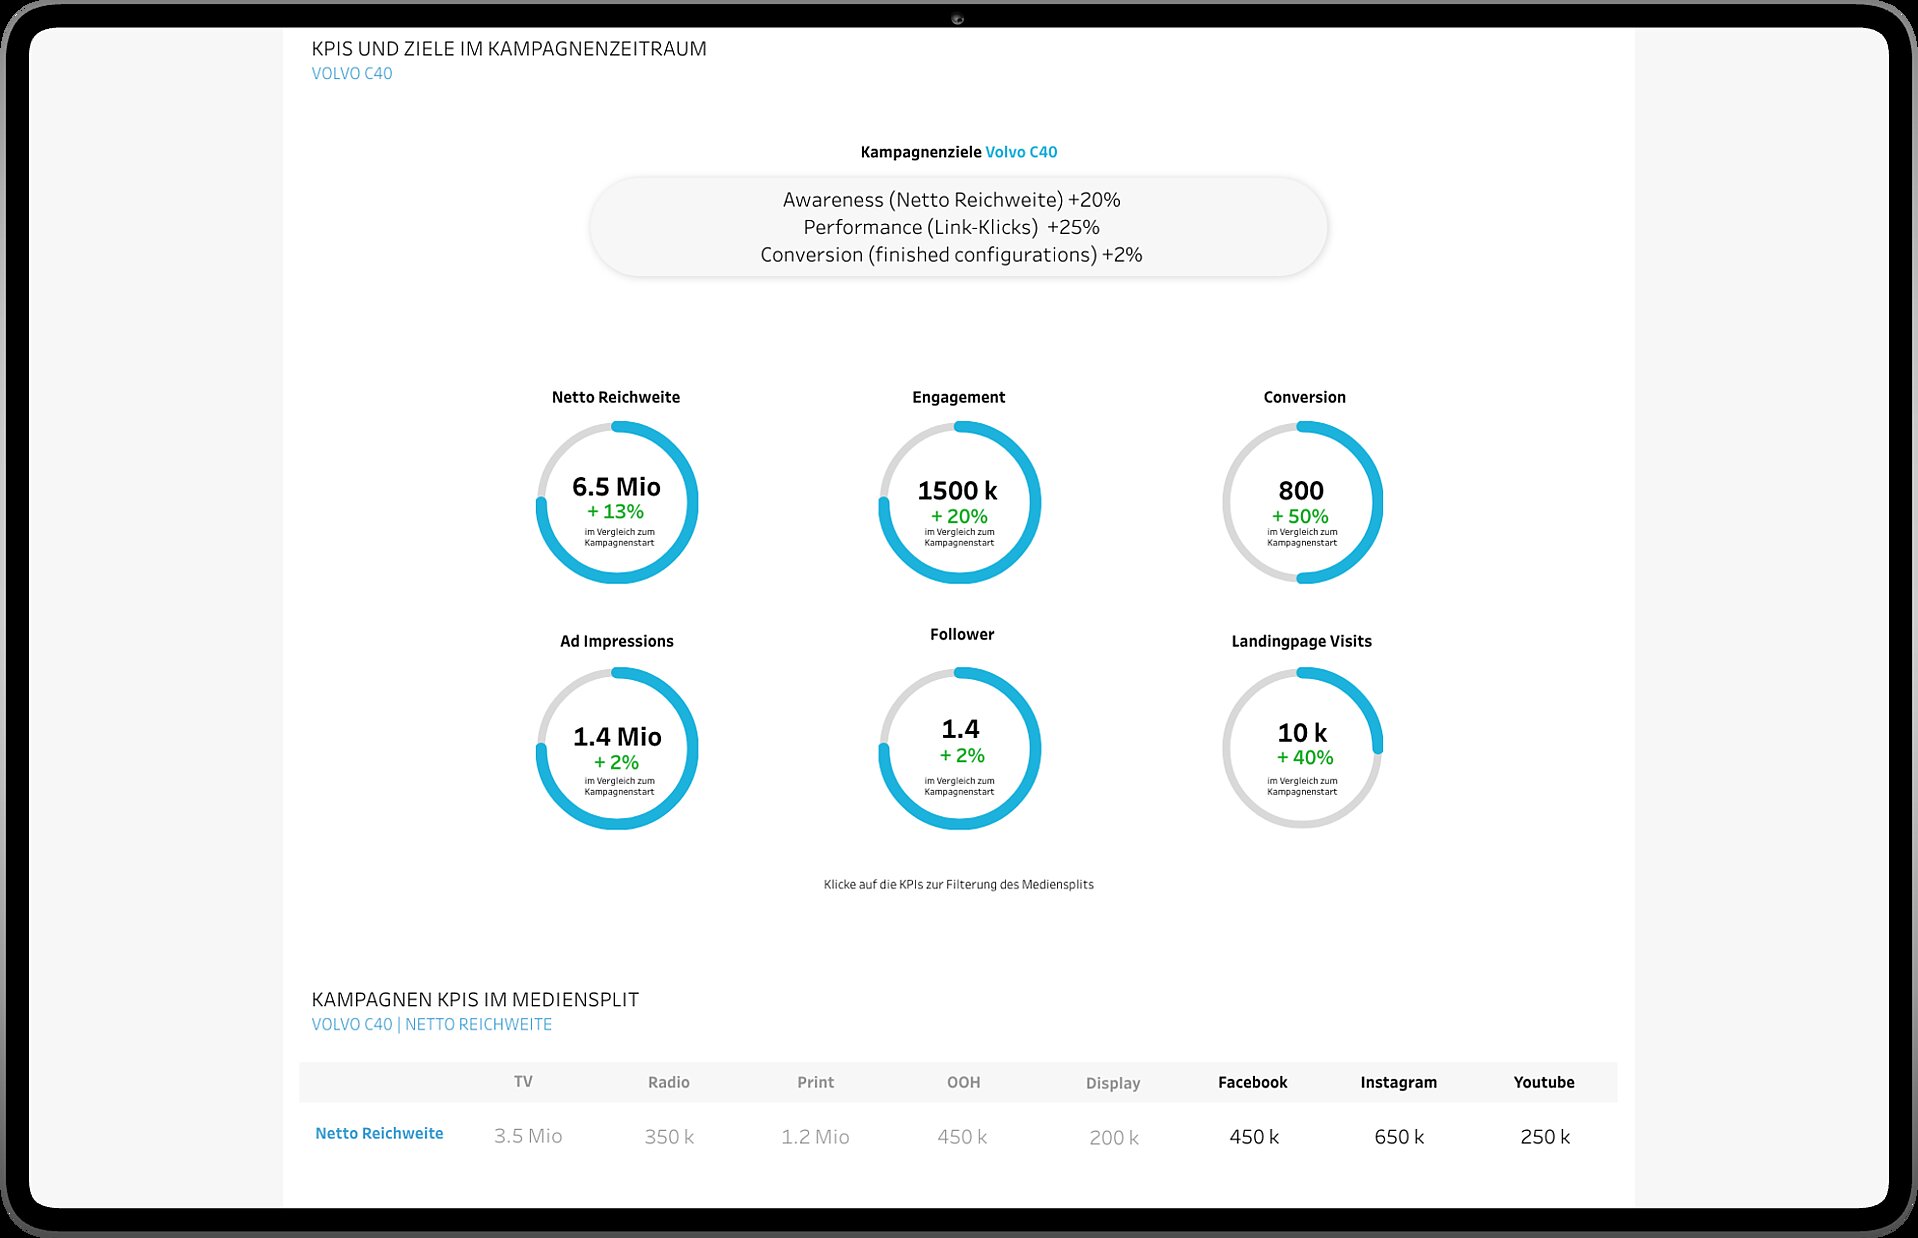 KPIS UND ZIELE IM KAMPAGNENZEITRAUM
VOLVO C40
Kampagnenziele Volvo C40
Awareness (Netto Reichweite) +20%
Performance (Link-Klicks) +25%
Conversion (finished configurations) +2%
Netto Reichweite
6.5 Mio
+ 13%
im Vergleich zum
Kampagnenstart
Engagement
1500 k
+ 20%
im Vergleich zum
Kampagnenstart
Conversion
800
+ 50%
im Vergleich zum
Kampagnenstart
Ad Impressions
1.4 Mio
+ 2%
im Vergleich zum
Kampagnenstart
Follower
1.4
+ 2%
im Vergleich zum
Kampagnenstart
Landingpage Visits
10 k
+ 40%
im Vergleich zum
Kampagnenstart
Klicke auf die KPIs zur Filterung des Mediensplits
KAMPAGNEN KPIS IM MEDIENSPLIT
VOLVO C40 | NETTO REICHWEITE
TV Radio Print OOH Display Facebook Instagram Youtube
Netto Reichweite 3.5 Mio 350 k 1.2 Mio 450 k 200 k 450 k 650 k 250 k